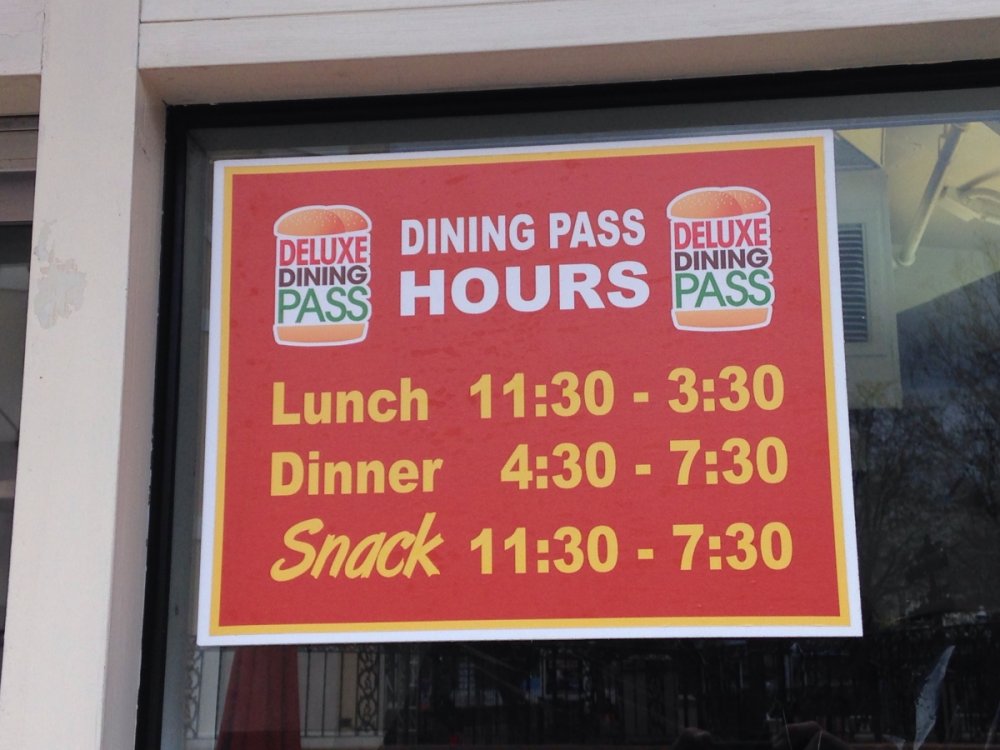 DELUXE
DINING
PASS
DINING PASS
HOURS
DELUXE
DINING
PASS
Lunch 11:30 - 3:30
Dinner 4:30 - 7:30
Snack 11:30 - 7:30